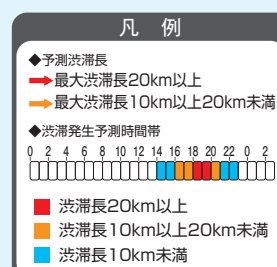 凡 例
◆予測渋滞長
最大渋滞長20km以上
最大渋滞長10km以上20km未満
◆渋滞発生予測時間帯
0 2 4 6 8 10 12 14 16 18 20 22 0 2
渋滞長20km以上
渋滞長10km以上20km未満
渋滞長10km未満